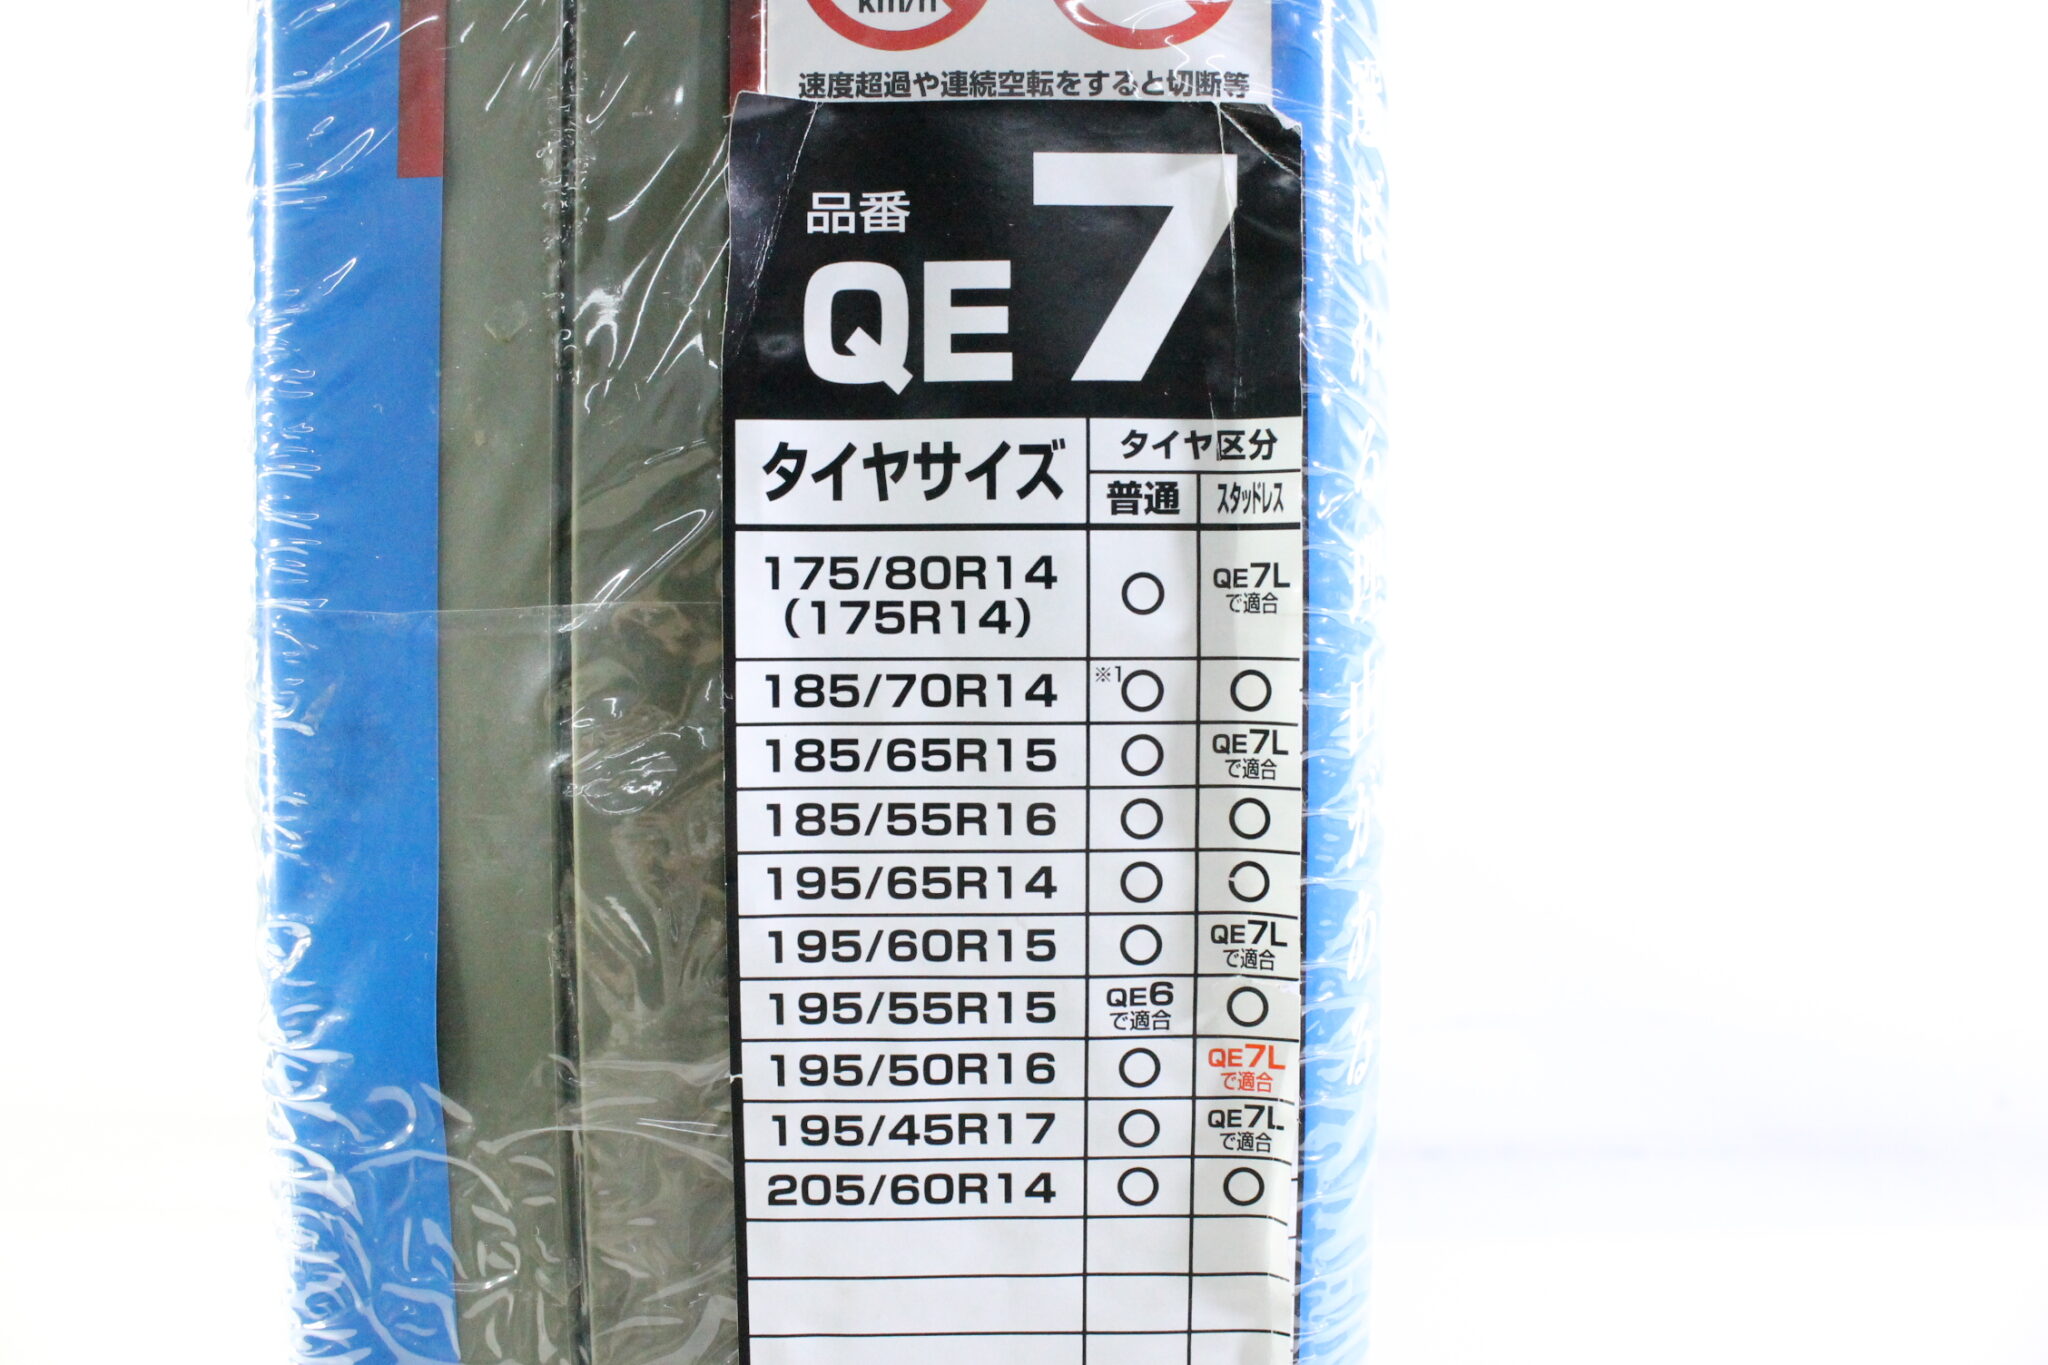 km/h
速度超過や連続空転をすると切断等
品番
QE7
タイヤサイズ タイヤ区分
普通 スタッドレス
175/80R14 ○ QE7L
(175R14) で適合
185/70R14 ※1○ ○
185/65R15 ○ QE7L
で適合
185/55R16 ○ ○
195/65R14 ○ ○
195/60R15 ○ QE7L
で適合
195/55R15 QE6 ○
で適合
195/50R16 ○ QE7L
で適合
195/45R17 ○ QE7L
で適合
205/60R14 ○ ○